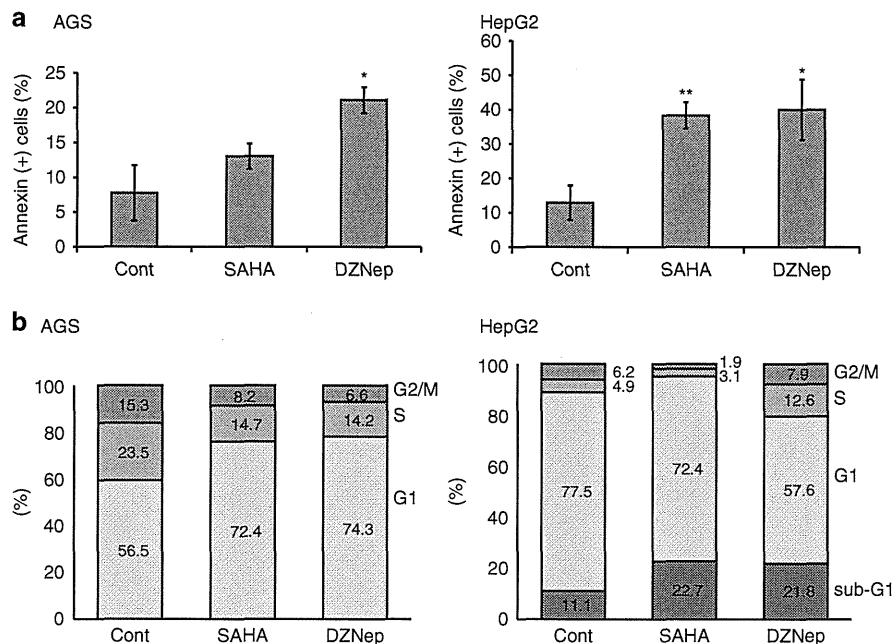 a
AGS
Annexin (+) cells (%)
25
20
15
10
5
0
*
Cont
SAHA
DZNep
HepG2
Annexin (+) cells (%)
60
50
40
30
20
10
0
**
*
Cont
SAHA
DZNep
b
AGS
(%)
100
80
60
40
20
0
15.3
8.2
6.6
G2/M
23.5
14.7
14.2
S
56.5
72.4
74.3
G1
Cont
SAHA
DZNep
HepG2
(%)
100
80
60
40
20
0
6.2
1.9
7.9
G2/M
4.9
3.1
12.6
S
77.5
72.4
57.6
G1
11.1
22.7
21.8
sub-G1
Cont
SAHA
DZNep